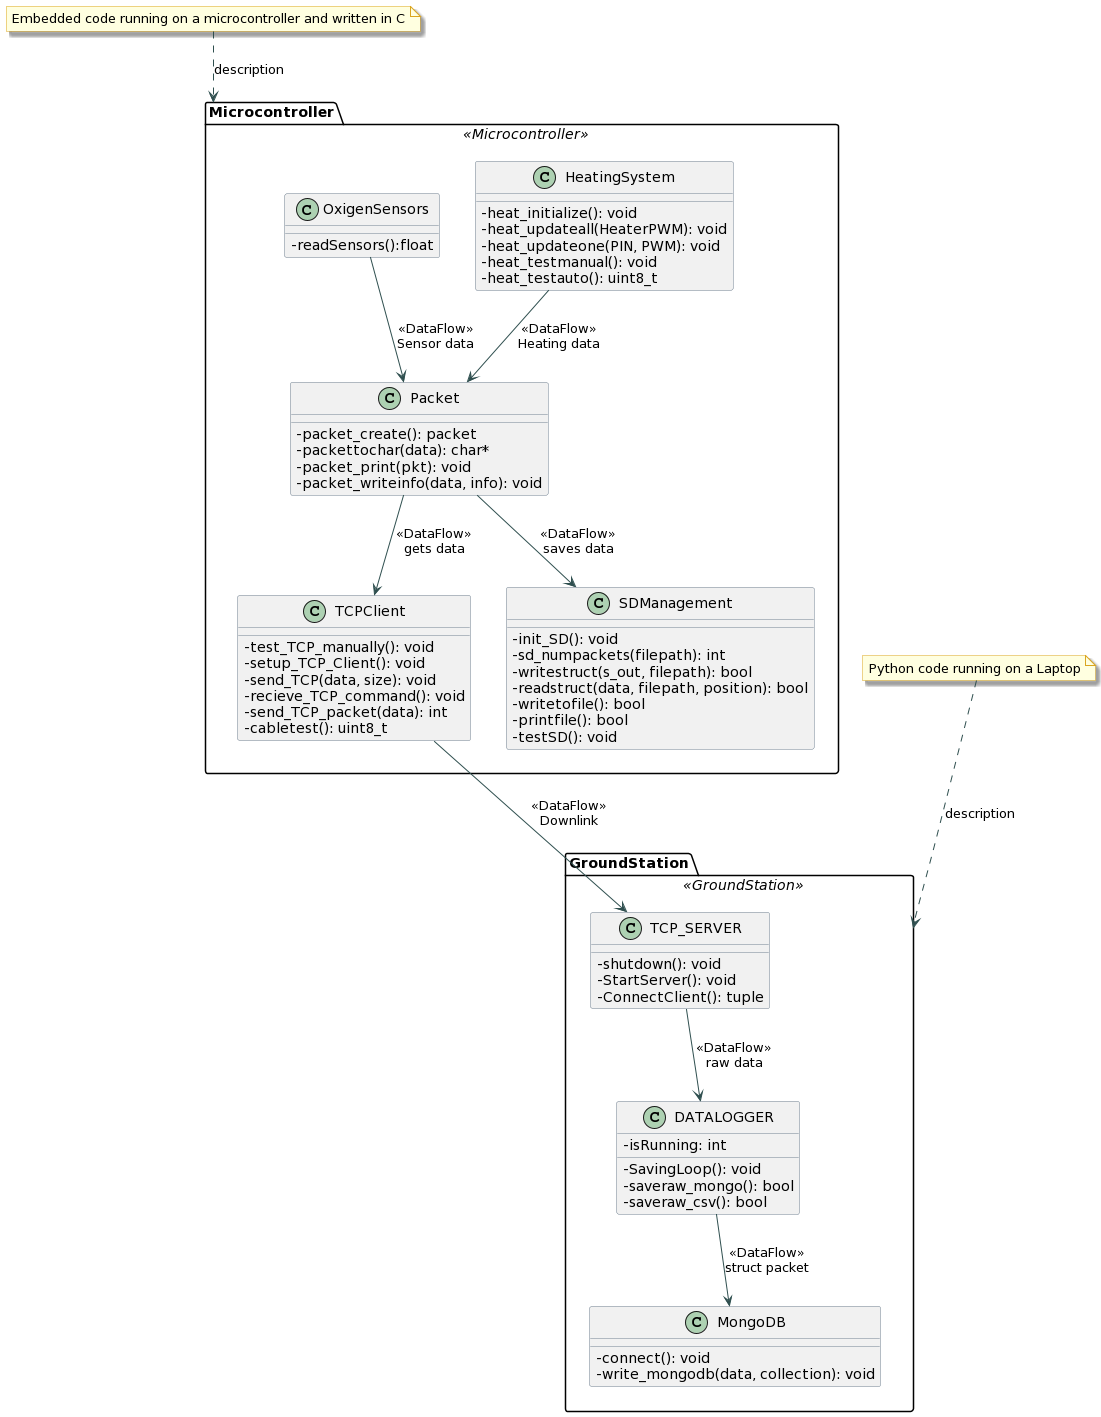 Embedded code running on a microcontroller and written in C
description
Microcontroller
«Microcontroller»
C HeatingSystem
-heat_initialize(): void
-heat_updateall(HeaterPWM): void
-heat_updateone(PIN, PWM): void
-heat_testmanual(): void
-heat_testauto(): uint8_t
C OxigenSensors
-readSensors():float
«DataFlow»
Sensor data
«DataFlow»
Heating data
C Packet
-packet_create(): packet
-packettochar(data): char*
-packet_print(pkt): void
-packet_writeinfo(data, info): void
«DataFlow»
gets data
«DataFlow»
saves data
C TCPClient
-test_TCP_manually(): void
-setup_TCP_Client(): void
-send_TCP(data, size): void
-recieve_TCP_command(): void
-send_TCP_packet(data): int
-cabletest(): uint8_t
C SDManagement
-init_SD(): void
-sd_numpackets(filepath): int
-writestruct(s_out, filepath): bool
-readstruct(data, filepath, position): bool
-writetofile(): bool
-printfile(): bool
-testSD(): void
Python code running on a Laptop
description
«DataFlow»
Downlink
GroundStation
«GroundStation»
C TCP_SERVER
-shutdown(): void
-StartServer(): void
-ConnectClient(): tuple
«DataFlow»
raw data
C DATALOGGER
-isRunning: int
-SavingLoop(): void
-saveraw_mongo(): bool
-saveraw_csv(): bool
«DataFlow»
struct packet
C MongoDB
-connect(): void
-write_mongodb(data, collection): void